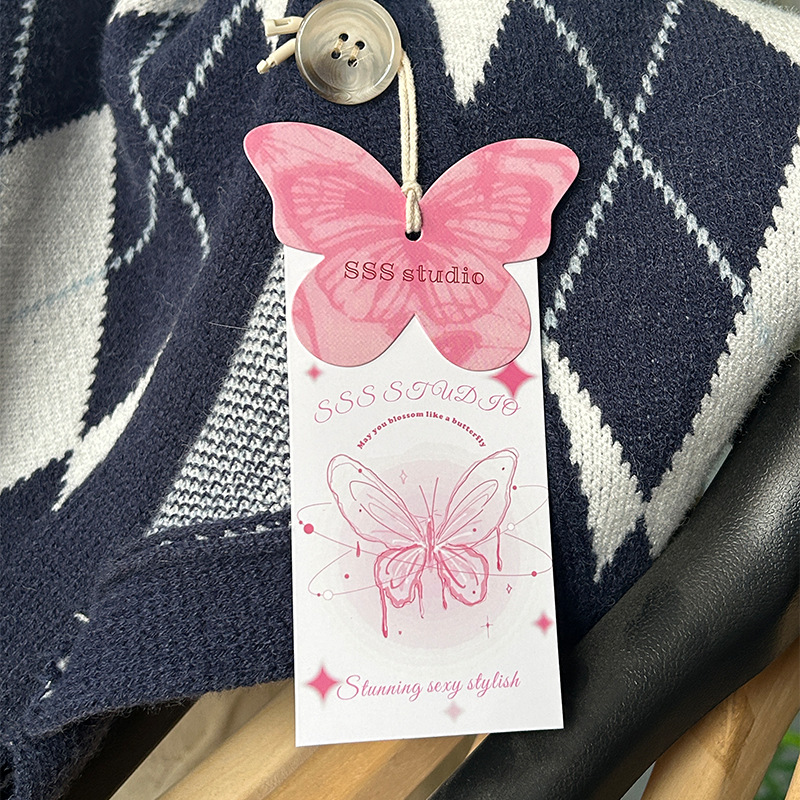 SSS studio
SSS STUDIO
May you blossom like a butterfly
Stunning sexy stylish